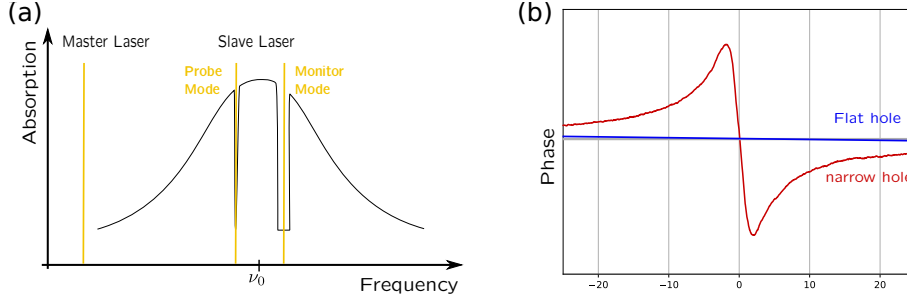 (a)
Master Laser
Slave Laser
Probe
Mode
Monitor
Mode
Absorption
ν0
Frequency
(b)
Phase
Flat hole
narrow hole
−20
−10
0
10
20